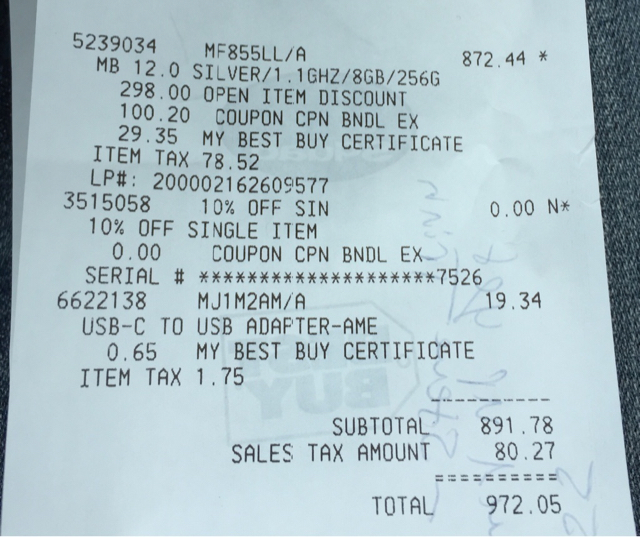 5239034 MF855LL/A 872.44 *
MB 12.0 SILVER/1.1GHZ/8GB/256G
298.00 OPEN ITEM DISCOUNT
100.20 COUPON CPN BNDL EX
29.35 MY BEST BUY CERTIFICATE
ITEM TAX 78.52
LP#: 200002162609577
3515058 10% OFF SIN 0.00 N*
10% OFF SINGLE ITEM
0.00 COUPON CPN BNDL EX
SERIAL # ********************7526
6622138 MJ1M2AM/A 19.34
USB-C TO USB ADAPTER-AME
0.65 MY BEST BUY CERTIFICATE
ITEM TAX 1.75
SUBTOTAL 891.78
SALES TAX AMOUNT 80.27
TOTAL 972.05